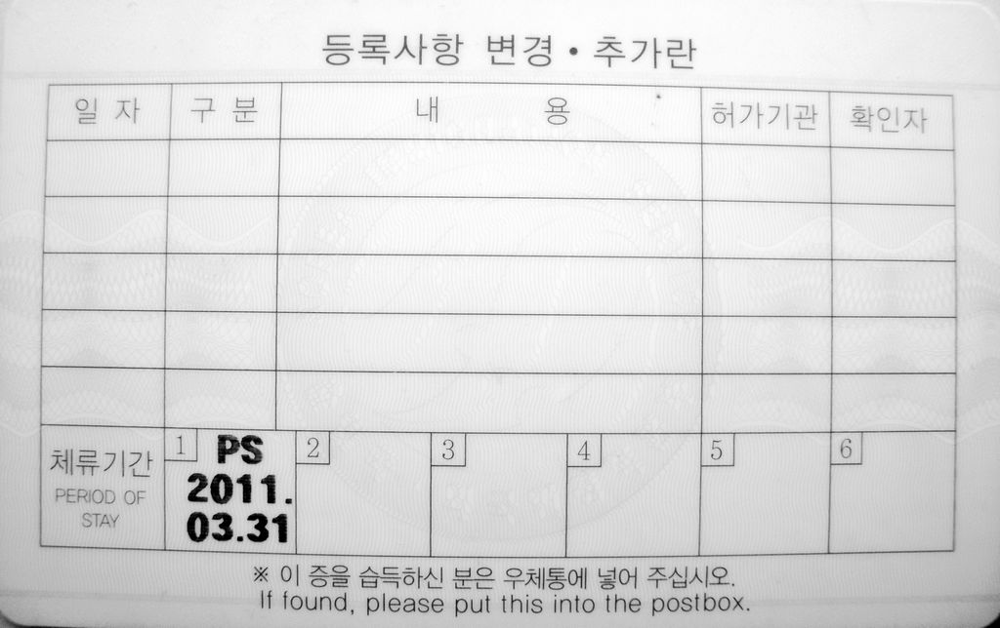 등록사항 변경·추가란
일 자 구 분 내 용 허가기관 확인자
체류기간
PERIOD OF
STAY
1 PS
2011.
03.31
2 3 4 5 6
※ 이 증을 습득하신 분은 우체통에 넣어 주십시오.
If found, please put this into the postbox.